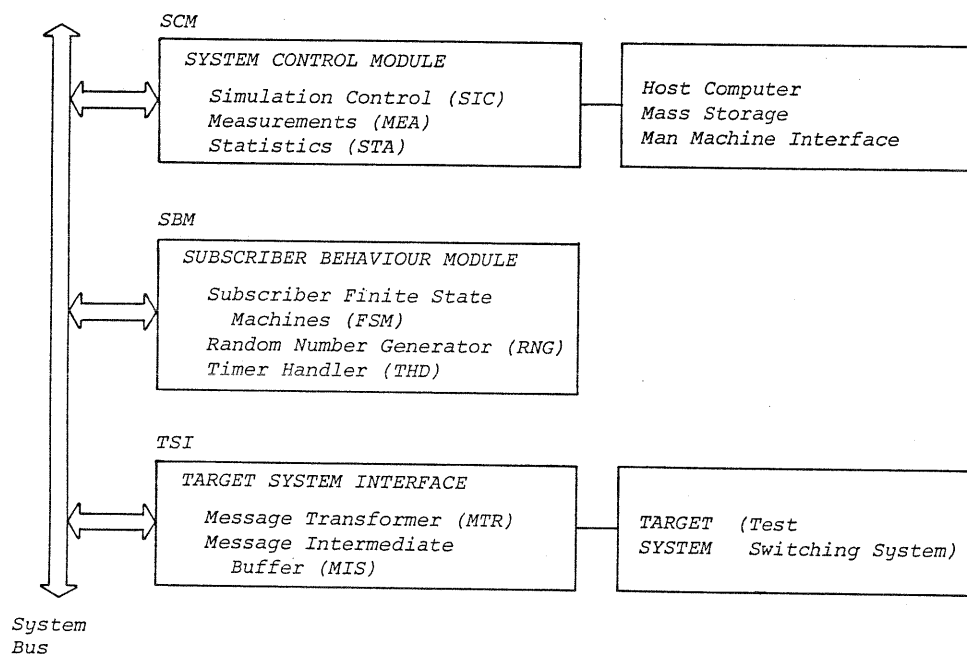 SCM
SYSTEM CONTROL MODULE
Simulation Control (SIC)
Measurements (MEA)
Statistics (STA)
Host Computer
Mass Storage
Man Machine Interface
SBM
SUBSCRIBER BEHAVIOUR MODULE
Subscriber Finite State
Machines (FSM)
Random Number Generator (RNG)
Timer Handler (THD)
TSI
TARGET SYSTEM INTERFACE
Message Transformer (MTR)
Message Intermediate
Buffer (MIS)
TARGET (Test
SYSTEM Switching System)
System
Bus